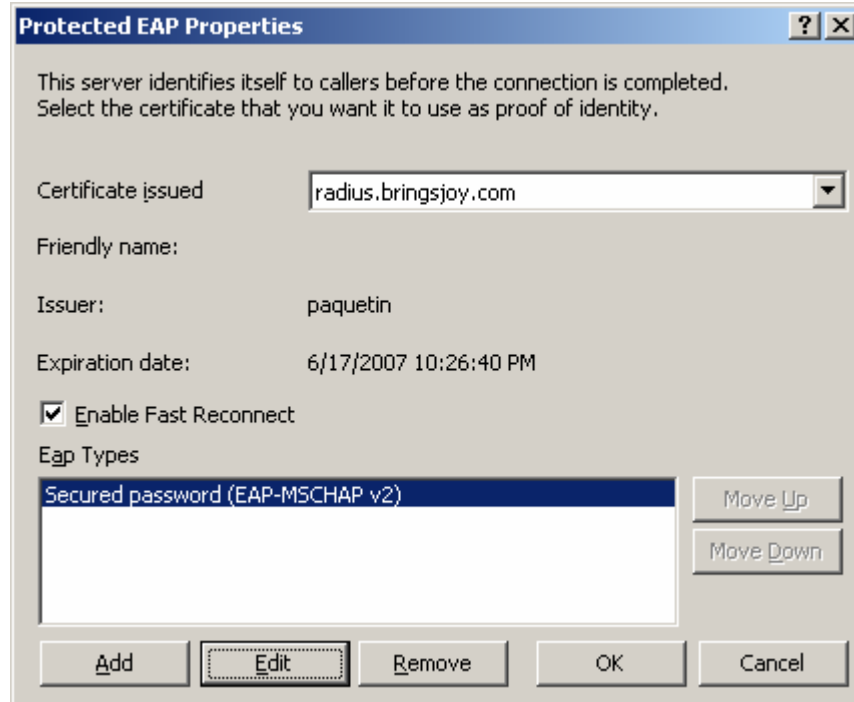 Protected EAP Properties
This server identifies itself to callers before the connection is completed.
Select the certificate that you want it to use as proof of identity.
Certificate issued radius.bringsjoy.com
Friendly name:
Issuer: paquetin
Expiration date: 6/17/2007 10:26:40 PM
Enable Fast Reconnect
Eap Types
Secured password (EAP-MSCHAP v2)
Move Up
Move Down
Add Edit Remove OK Cancel